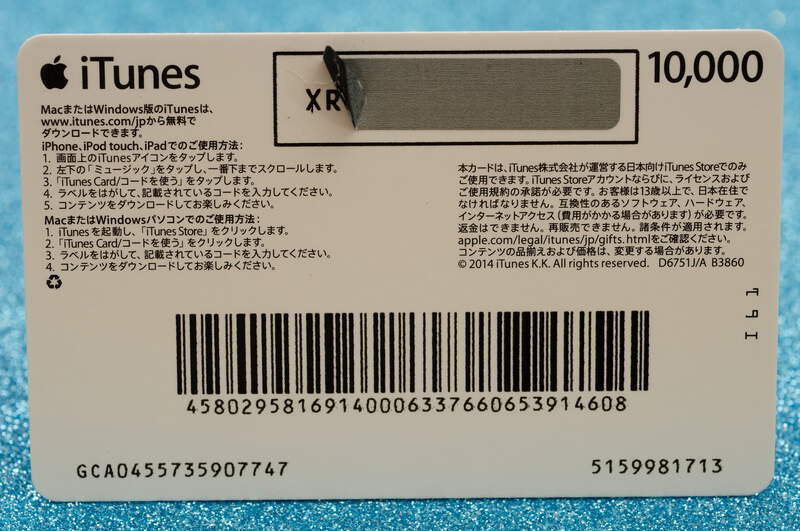 iTunes
XR
10,000
MacまたはWindows版のiTunesは、
www.itunes.com/jpから無料で
ダウンロードできます。
iPhone、iPod touch、iPadでのご使用方法：
1. 画面上のiTunesアイコンをタップします。
2. 左下の「ミュージック」をタップし、一番下までスクロールします。
3. 「iTunes Card/コードを使う」をタップします。
4. ラベルをはがして、記載されているコードを入力してください。
5. コンテンツをダウンロードしてお楽しみください。
MacまたはWindowsパソコンでのご使用方法：
1. iTunesを起動し、「iTunes Store」をクリックします。
2. 「iTunes Card/コードを使う」をクリックします。
3. ラベルをはがして、記載されているコードを入力してください。
4. コンテンツをダウンロードしてお楽しみください。
本カードは、iTunes株式会社が運営する日本向けiTunes Storeでのみ
ご使用できます。iTunes Storeアカウントならびに、ライセンスおよび
ご使用規約の承諾が必要です。お客様は13歳以上で、日本在住で
なければなりません。互換性のあるソフトウェア、ハードウェア、
インターネットアクセス（費用がかかる場合があります）が必要です。
返金はできません。再販売できません。諸条件が適用されます。
apple.com/legal/itunes/jp/gifts.htmlをご確認ください。
コンテンツの品揃えおよび価格は、変更する場合があります。
© 2014 iTunes K.K. All rights reserved. D6751J/A B3860
I61
45802958169140006337660653914608
GCA0455735907747
5159981713